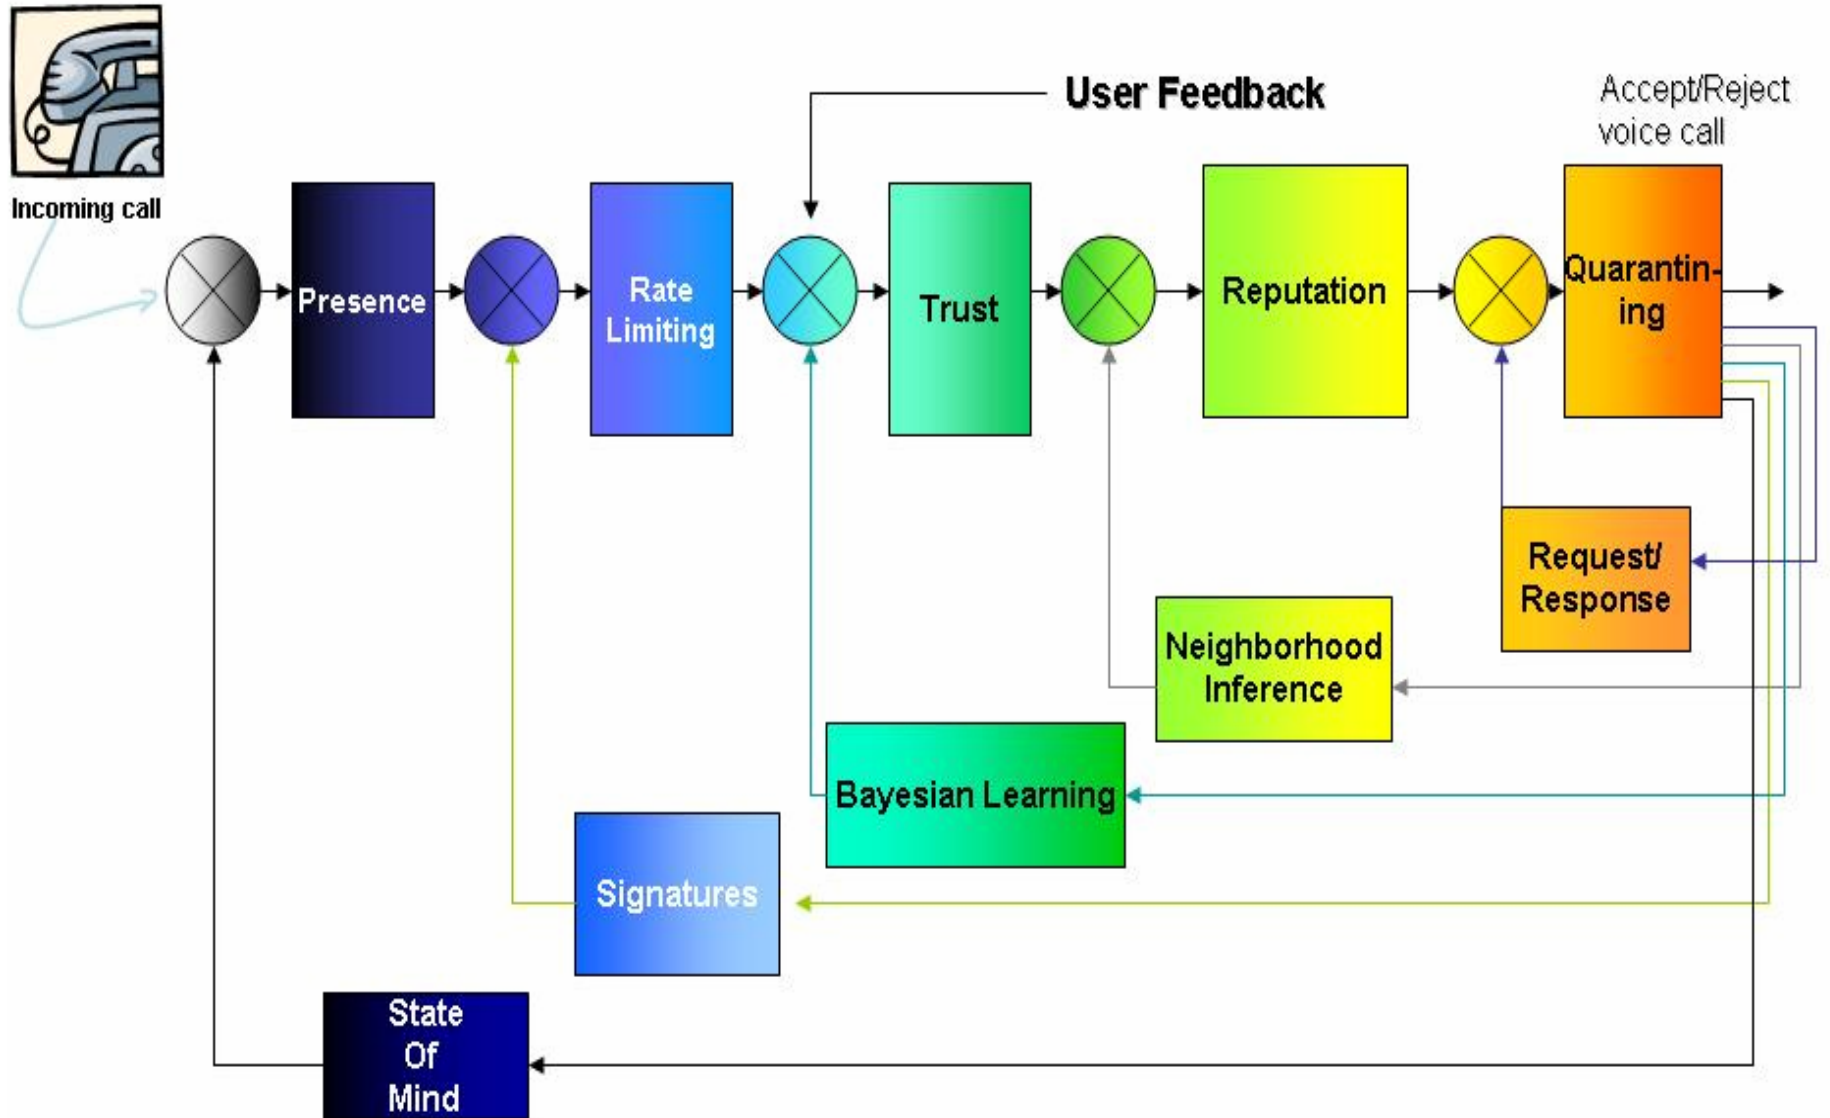 User Feedback
Accept/Reject
voice call
Incoming call
Presence
Rate
Limiting
Trust
Reputation
Quarantin-
ing
Request/
Response
Neighborhood
Inference
Bayesian Learning
Signatures
State
Of
Mind